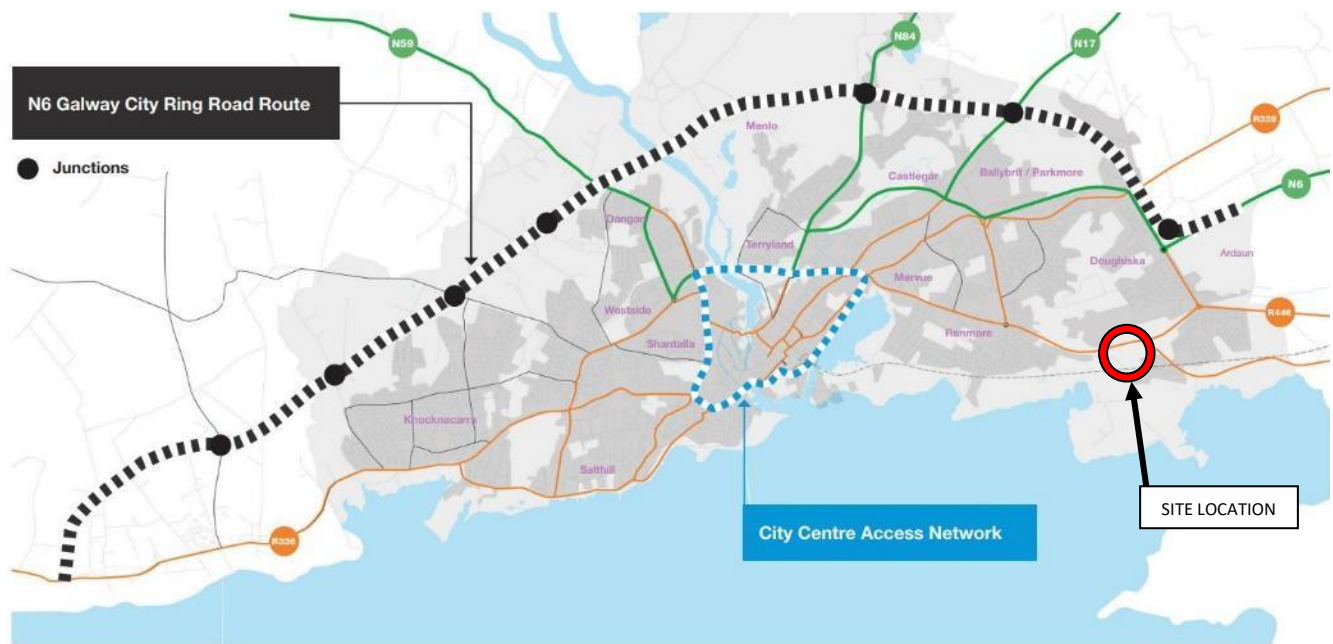 N59
N84
N17
N6 Galway City Ring Road Route
Junctions
Menlo
R339
Castlegar
Ballybrit / Parkmore
N6
Dangan
Terryland
Doughiska
Ardaun
Mervue
Westside
Renmore
R446
Shantalla
Knocknacarra
Salthill
SITE LOCATION
City Centre Access Network
R336